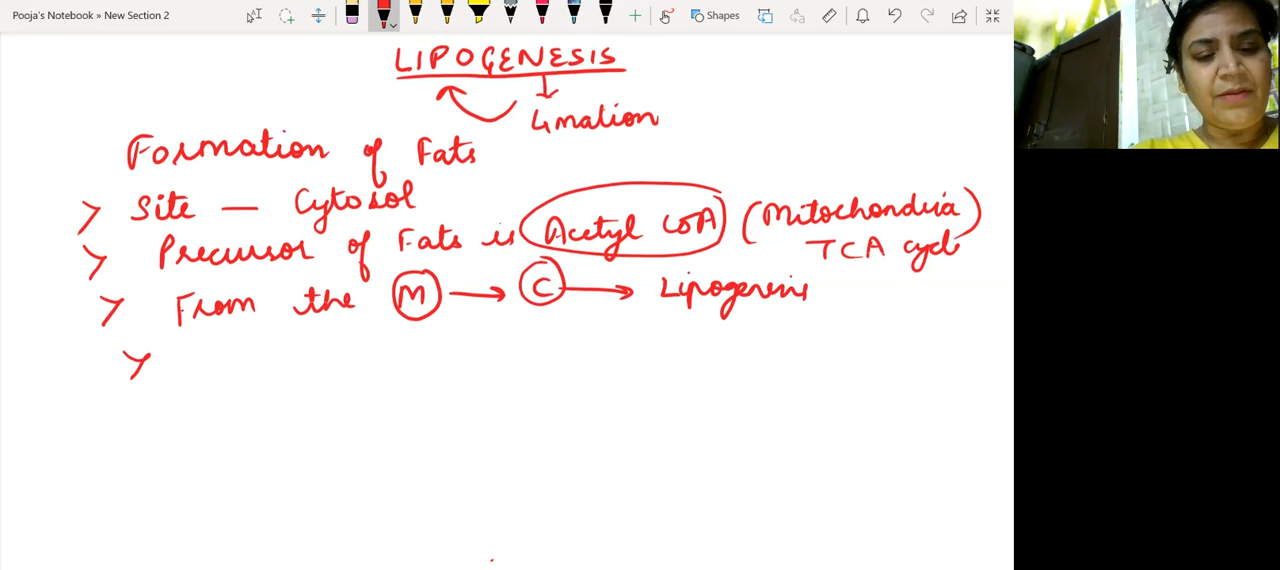 Pooja's Notebook » New Section 2
Shapes
LIPOGENESIS
4mation
Formation of Fats
> Site — Cytosol
> Precursor of Fats is Acetyl CoA (Mitochondria)
TCA cycle
> From the M → C → Lipogenesis
>